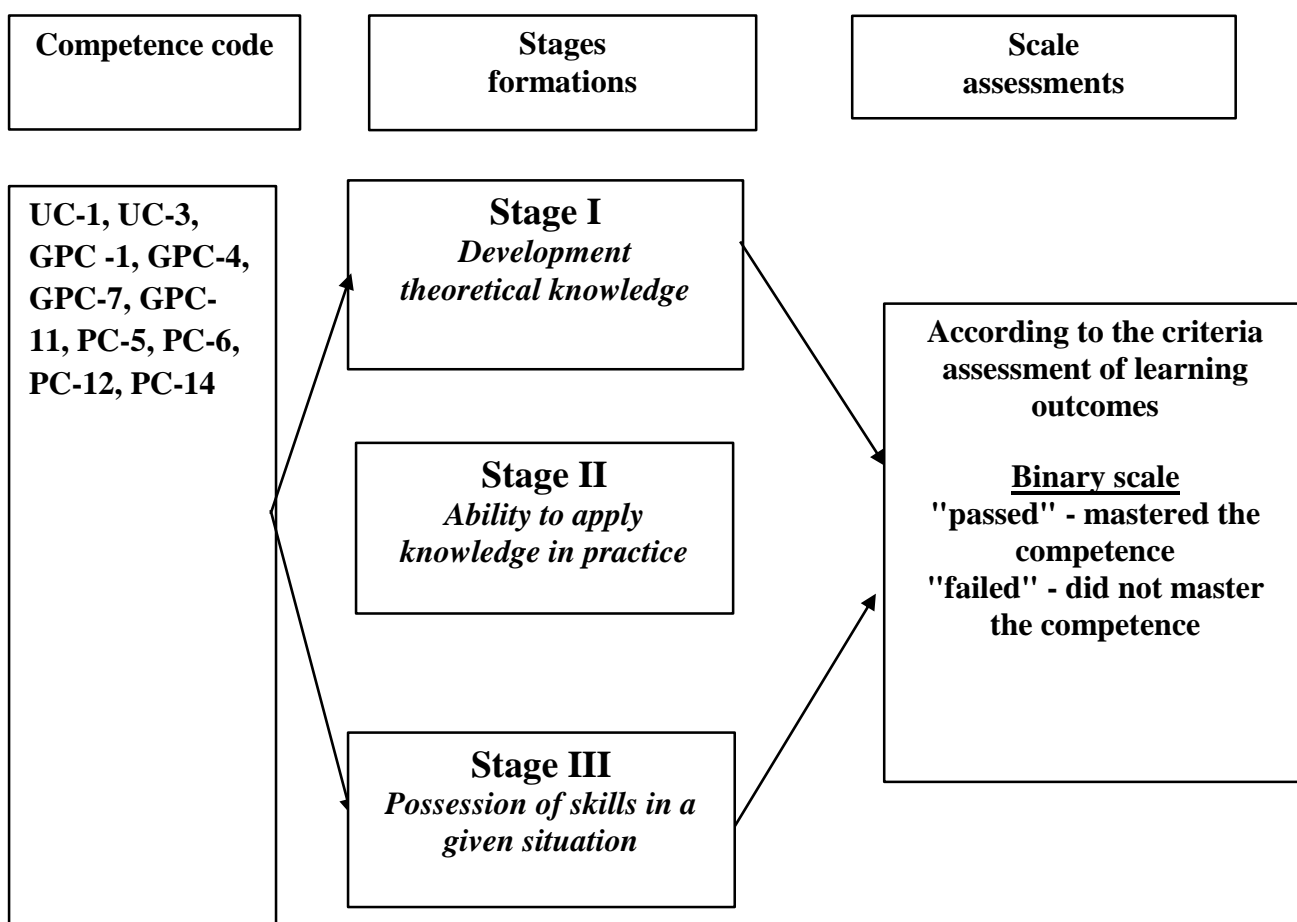 Competence code
Stages
formations
Scale
assessments
UC-1, UC-3,
GPC -1, GPC-4,
GPC-7, GPC-
11, PC-5, PC-6,
PC-12, PC-14
Stage I
Development
theoretical knowledge
Stage II
Ability to apply
knowledge in practice
Stage III
Possession of skills in a
given situation
According to the criteria
assessment of learning
outcomes
Binary scale
"passed" - mastered the
competence
"failed" - did not master
the competence